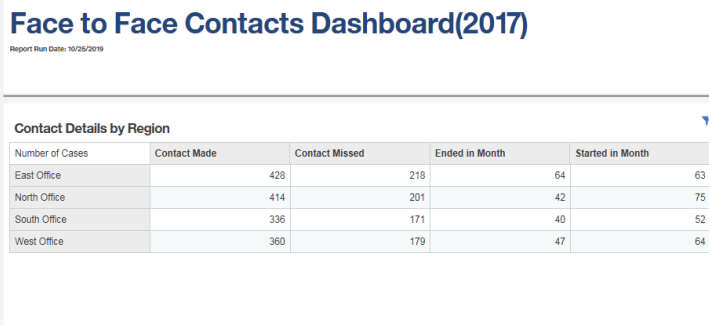 Face to Face Contacts Dashboard(2017)
Report Run Date: 10/25/2019
Contact Details by Region
Number of Cases Contact Made Contact Missed Ended in Month Started in Month
East Office 428 218 64 63
North Office 414 201 42 75
South Office 336 171 40 52
West Office 360 179 47 64